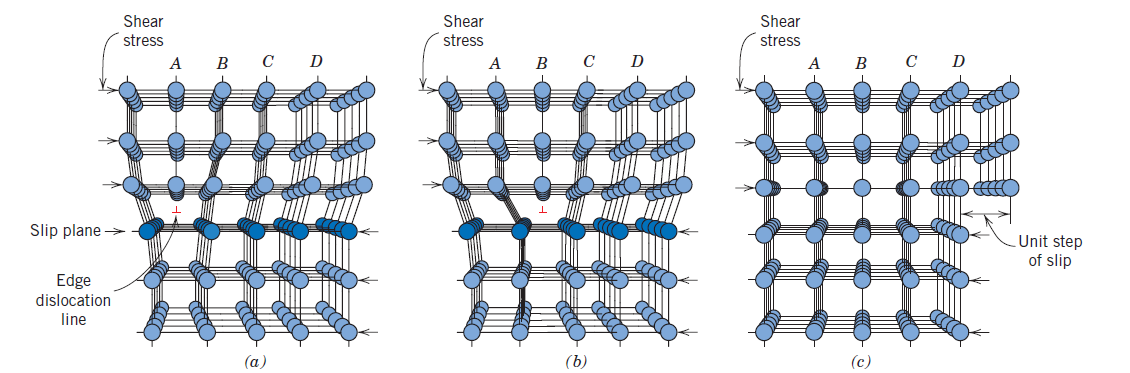 Shear
stress
A B C D
Slip plane
Edge
dislocation
line
(a)
Shear
stress
A B C D
(b)
Shear
stress
A B C D
Unit step
of slip
(c)